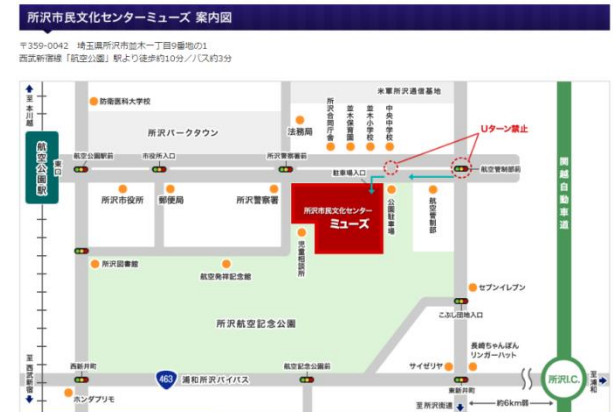 所沢市民文化センターミューズ 案内図
〒359-0042 埼玉県所沢市並木一丁目9番地の1
西武新宿線「航空公園」駅より徒歩約10分／バス約3分
至 本川越
防衛医科大学校
所沢パークタウン
法務局
所沢合同庁舎
並木保育園
並木小学校
中央中学校
米軍所沢通信基地
Uターン禁止
航空公園駅
東口
航空公園駅前
市役所入口
所沢警察署前
駐車場入口
航空管制部前
関越自動車道
所沢市役所
郵便局
所沢警察署
所沢市民文化センター
ミューズ
公園駐車場
航空管制部
児童相談所
所沢図書館
航空発祥記念館
セブンイレブン
こぶし団地入口
所沢航空記念公園
長崎ちゃんぽん
リンガーハット
至 西武新宿
西新井町
463
浦和所沢バイパス
航空記念公園前
サイゼリヤ
東新井町
所沢I.C.
至浦和
ホンダプリモ
至所沢街道
約6km弱